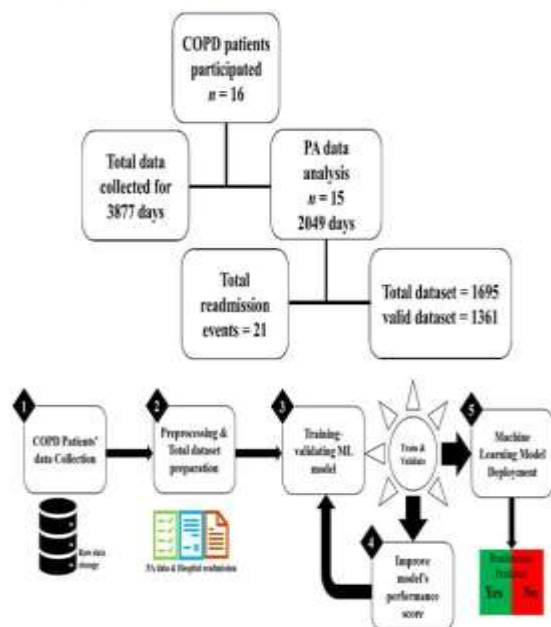 COPD patients
participated
n = 16
Total data
collected for
3877 days
PA data
analysis
n = 15
2049 days
Total
readmission
events = 21
Total dataset = 1695
valid dataset = 1361
1
COPD Patients'
data Collection
Raw data
storage
2
Preprocessing &
Total dataset
preparation
PA data & Hospital readmission
3
Training-
validating ML
model
Train &
Validate
4
Improve
model's
performance
score
5
Machine
Learning Model
Deployment
Readmission
Yes No